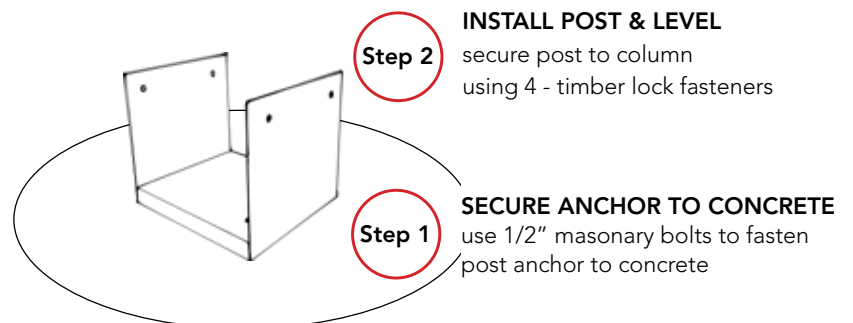 Step 2
INSTALL POST & LEVEL
secure post to column
using 4 - timber lock fasteners
Step 1
SECURE ANCHOR TO CONCRETE
use 1/2” masonary bolts to fasten
post anchor to concrete